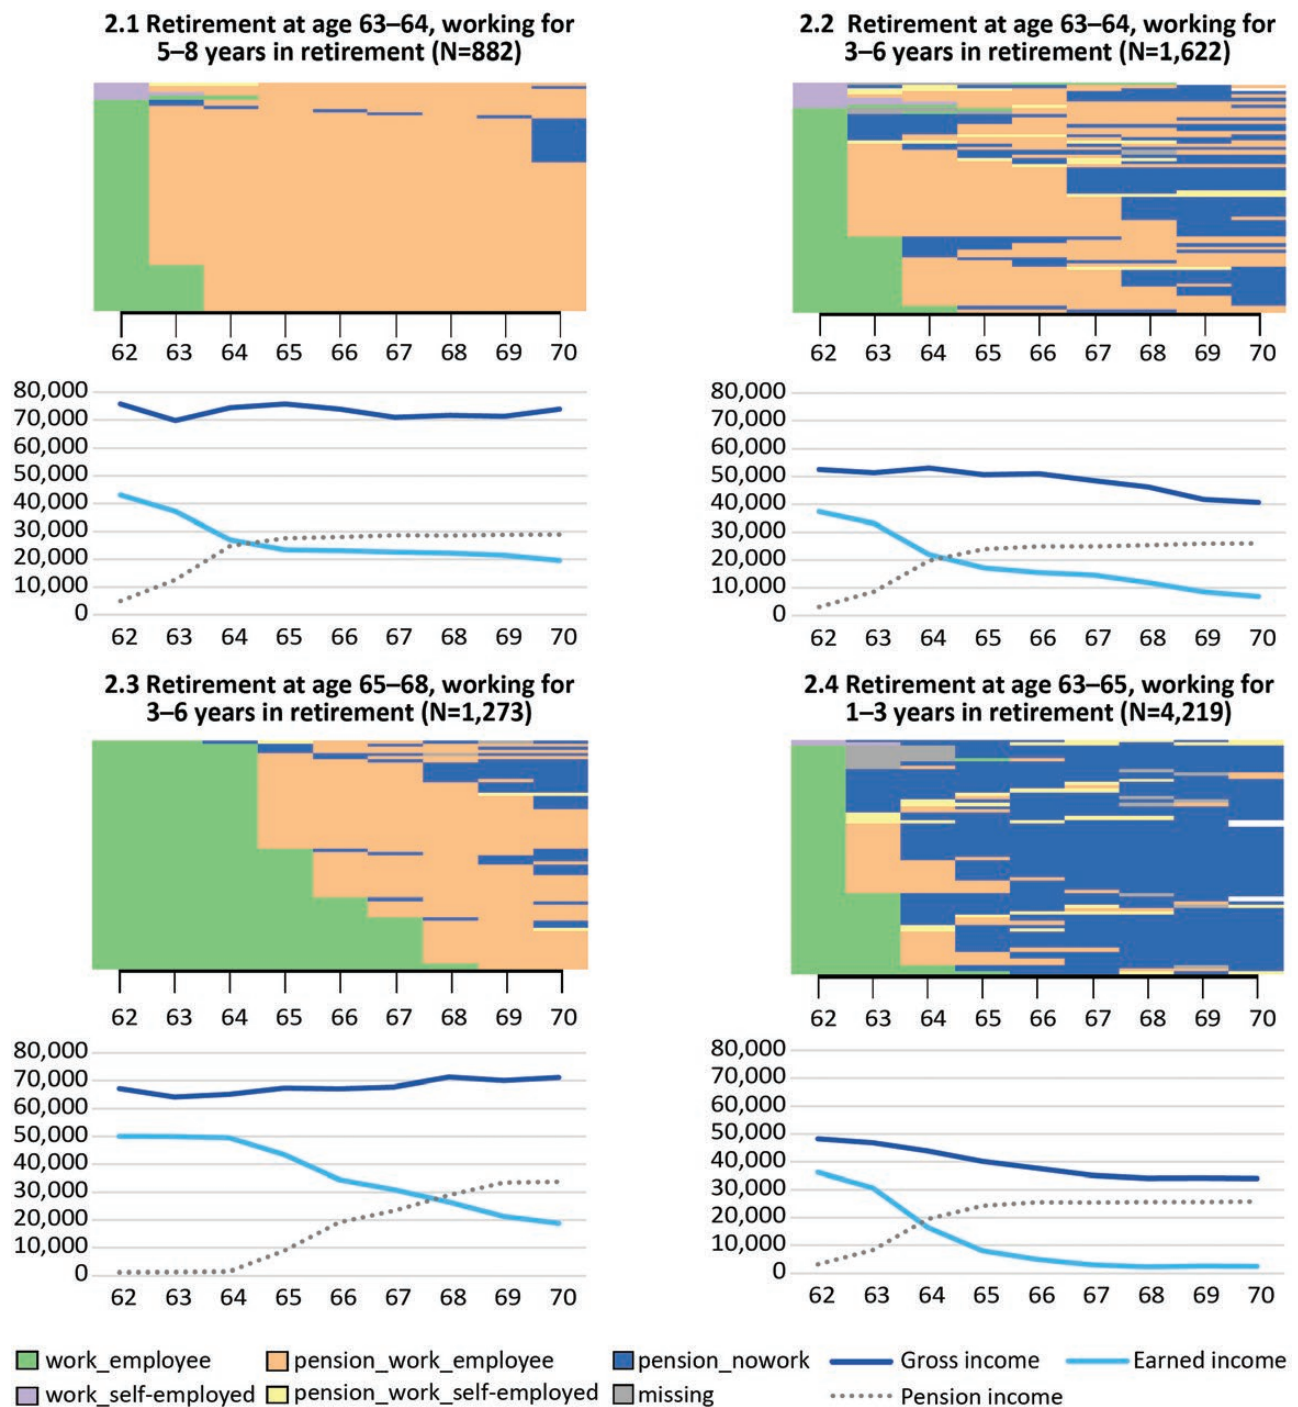 2.1 Retirement at age 63–64, working for
5–8 years in retirement (N=882)
62 63 64 65 66 67 68 69 70
80,000
70,000
60,000
50,000
40,000
30,000
20,000
10,000
0
62 63 64 65 66 67 68 69 70
2.2 Retirement at age 63–64, working for
3–6 years in retirement (N=1,622)
62 63 64 65 66 67 68 69 70
80,000
70,000
60,000
50,000
40,000
30,000
20,000
10,000
0
62 63 64 65 66 67 68 69 70
2.3 Retirement at age 65–68, working for
3–6 years in retirement (N=1,273)
62 63 64 65 66 67 68 69 70
80,000
70,000
60,000
50,000
40,000
30,000
20,000
10,000
0
62 63 64 65 66 67 68 69 70
2.4 Retirement at age 63–65, working for
1–3 years in retirement (N=4,219)
62 63 64 65 66 67 68 69 70
80,000
70,000
60,000
50,000
40,000
30,000
20,000
10,000
0
62 63 64 65 66 67 68 69 70
work_employee pension_work_employee pension_nowork Gross income Earned income
work_self-employed pension_work_self-employed missing Pension income